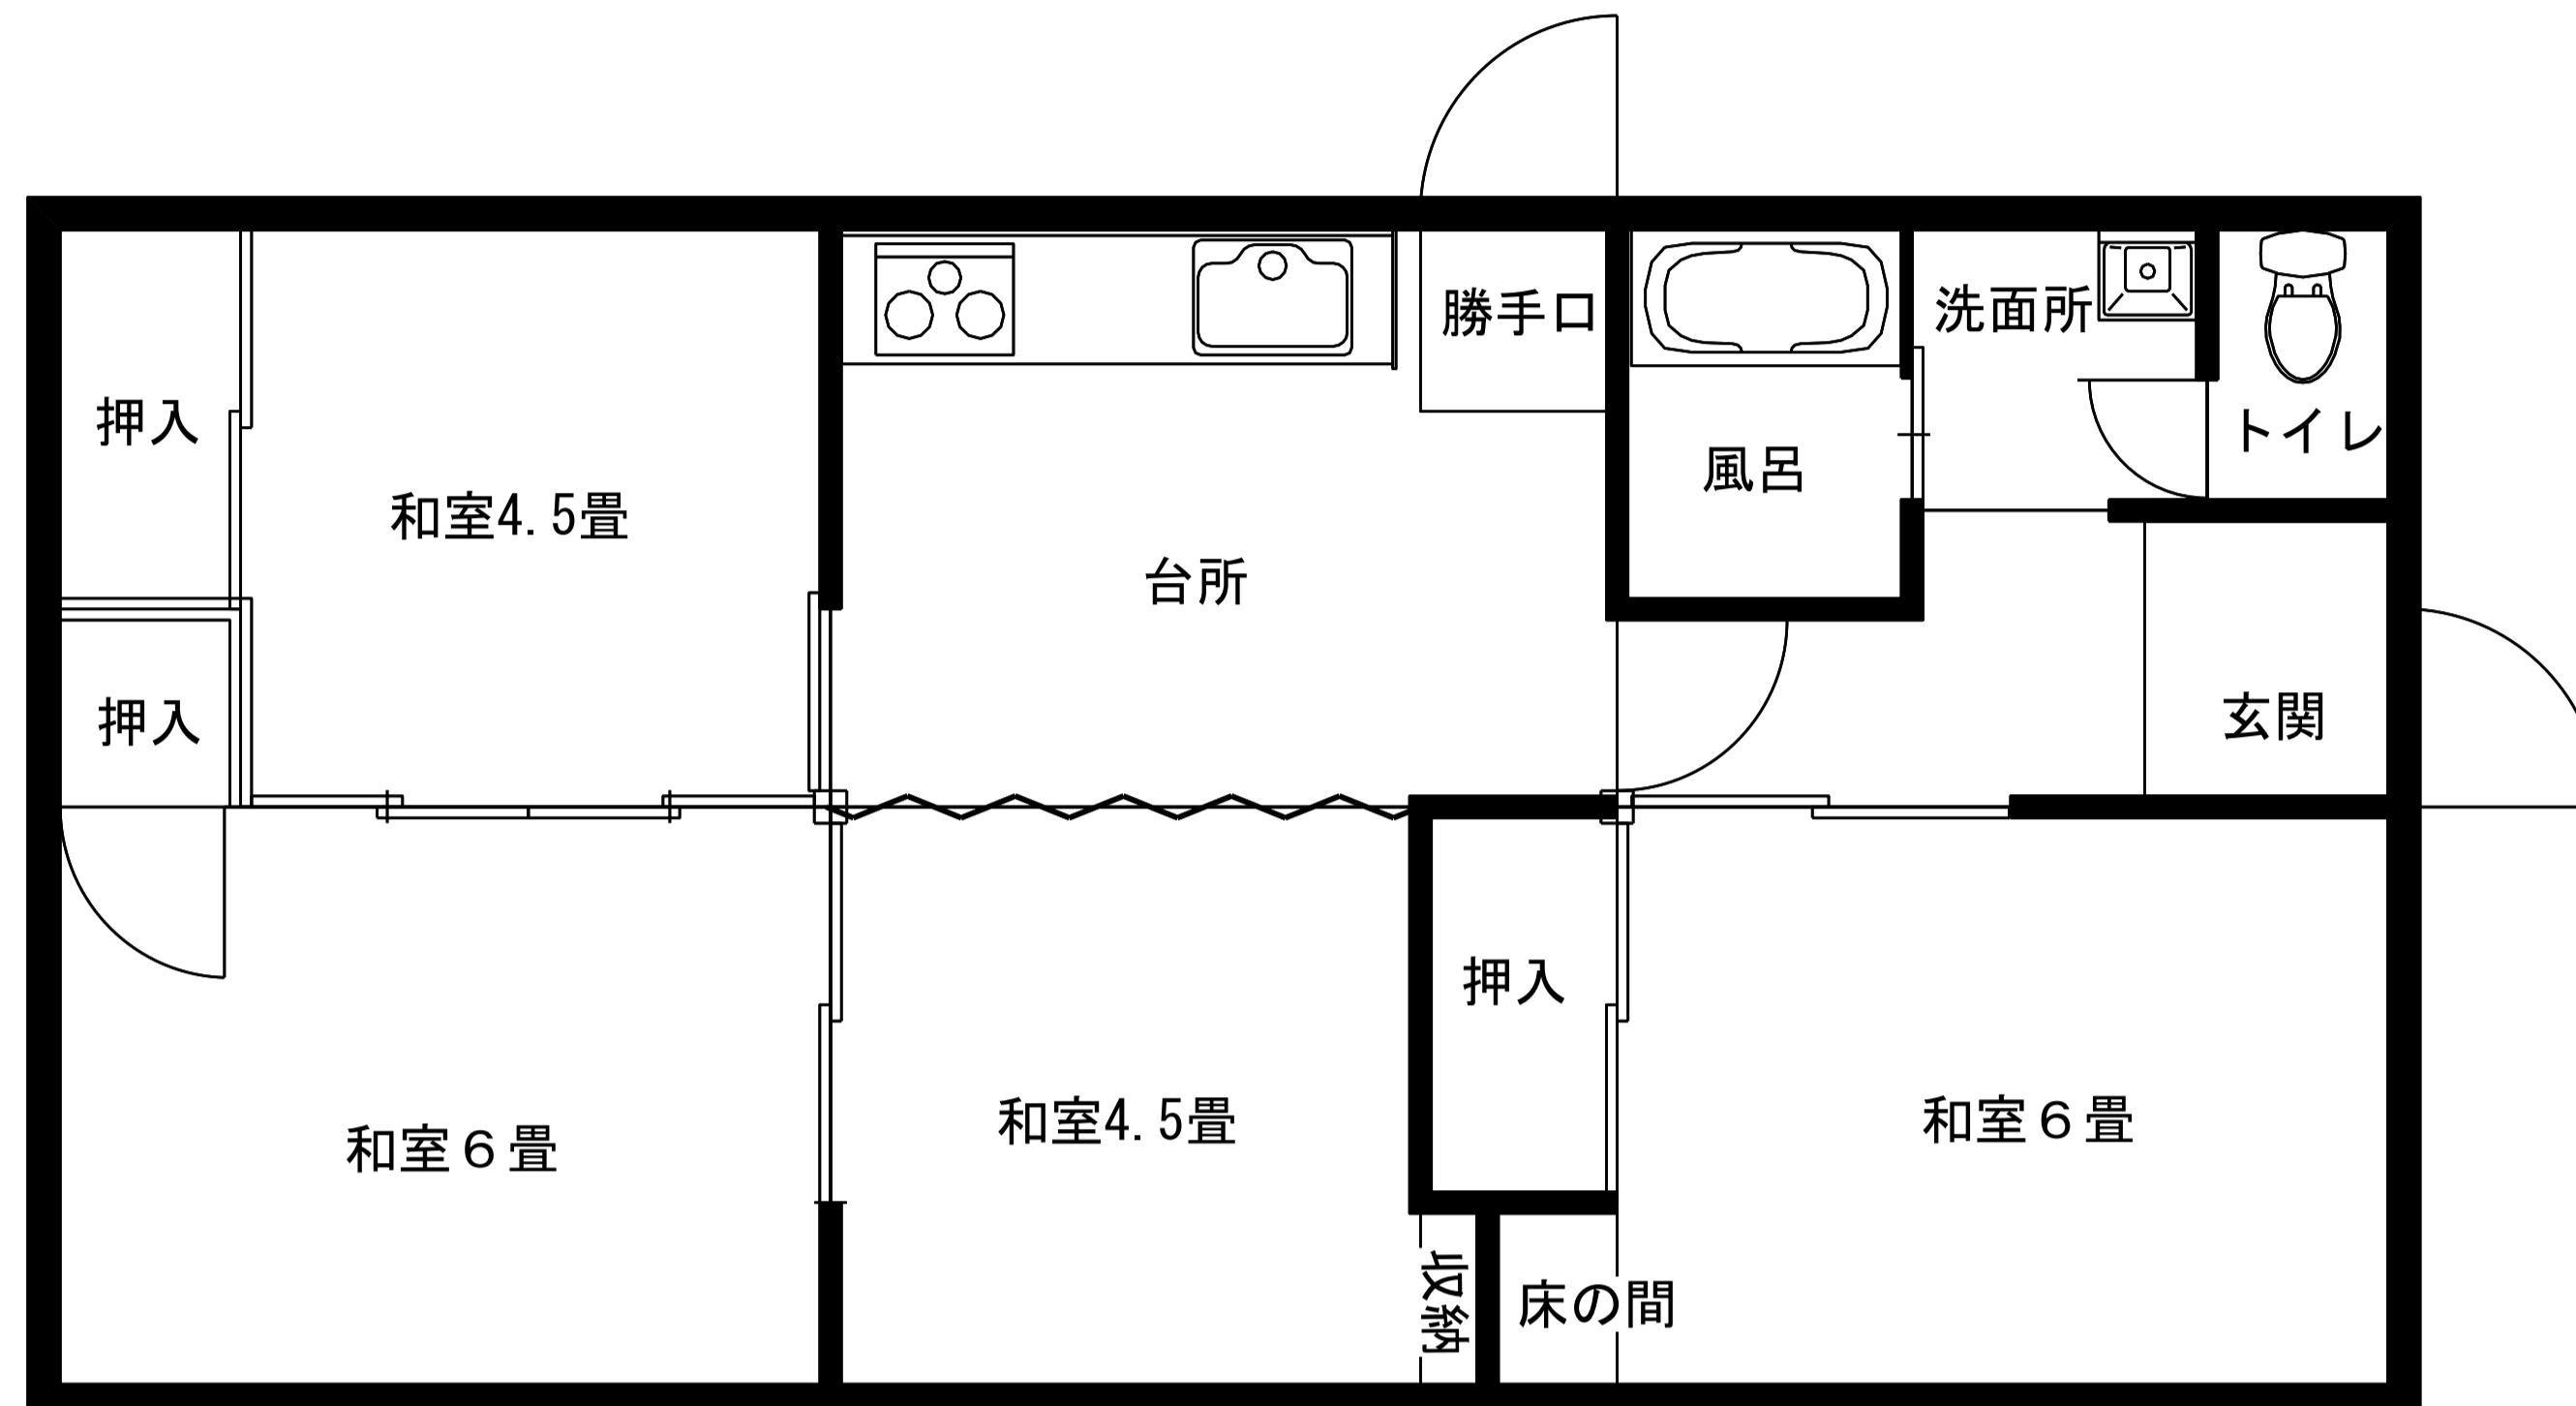 勝手口
洗面所
押入
トイレ
風呂
和室4.5畳
台所
押入
玄関
押入
和室６畳
和室4.5畳
和室６畳
収納
床の間